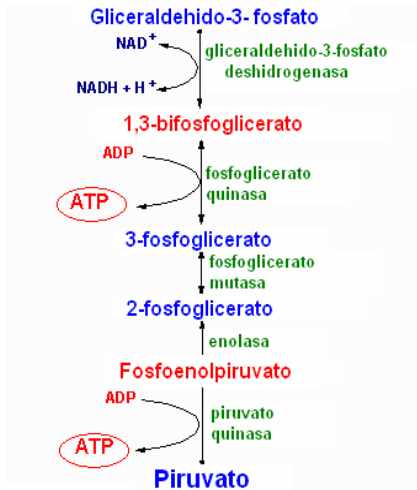 Gliceraldehido-3- fosfato
NAD+
gliceraldehido-3-fosfato
deshidrogenasa
NADH + H+
1,3-bifosfoglicerato
ADP
fosfoglicerato
quinasa
ATP
3-fosfoglicerato
fosfoglicerato
mutasa
2-fosfoglicerato
enolasa
Fosfoenolpiruvato
ADP
piruvato
quinasa
ATP
Piruvato